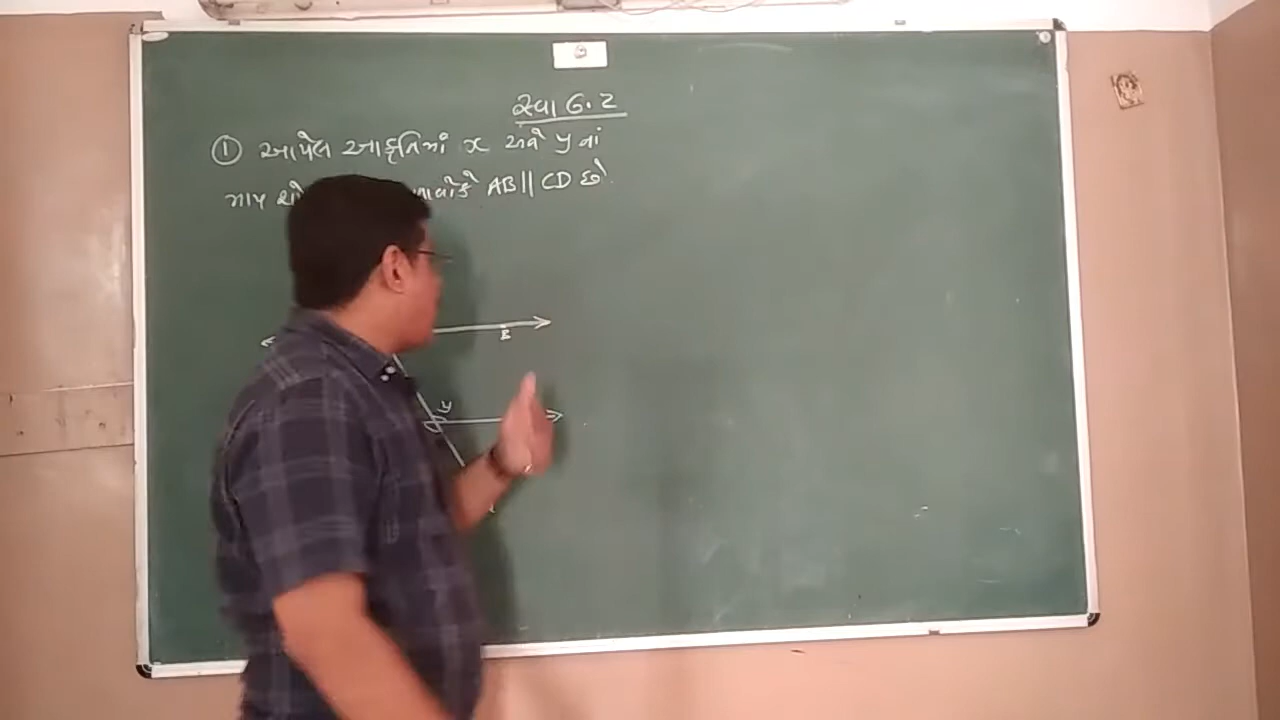 સ્વા 6.2
① આપેલ આકૃતિમાં x અને y નાં
માપ AB || CD છે.
B
y